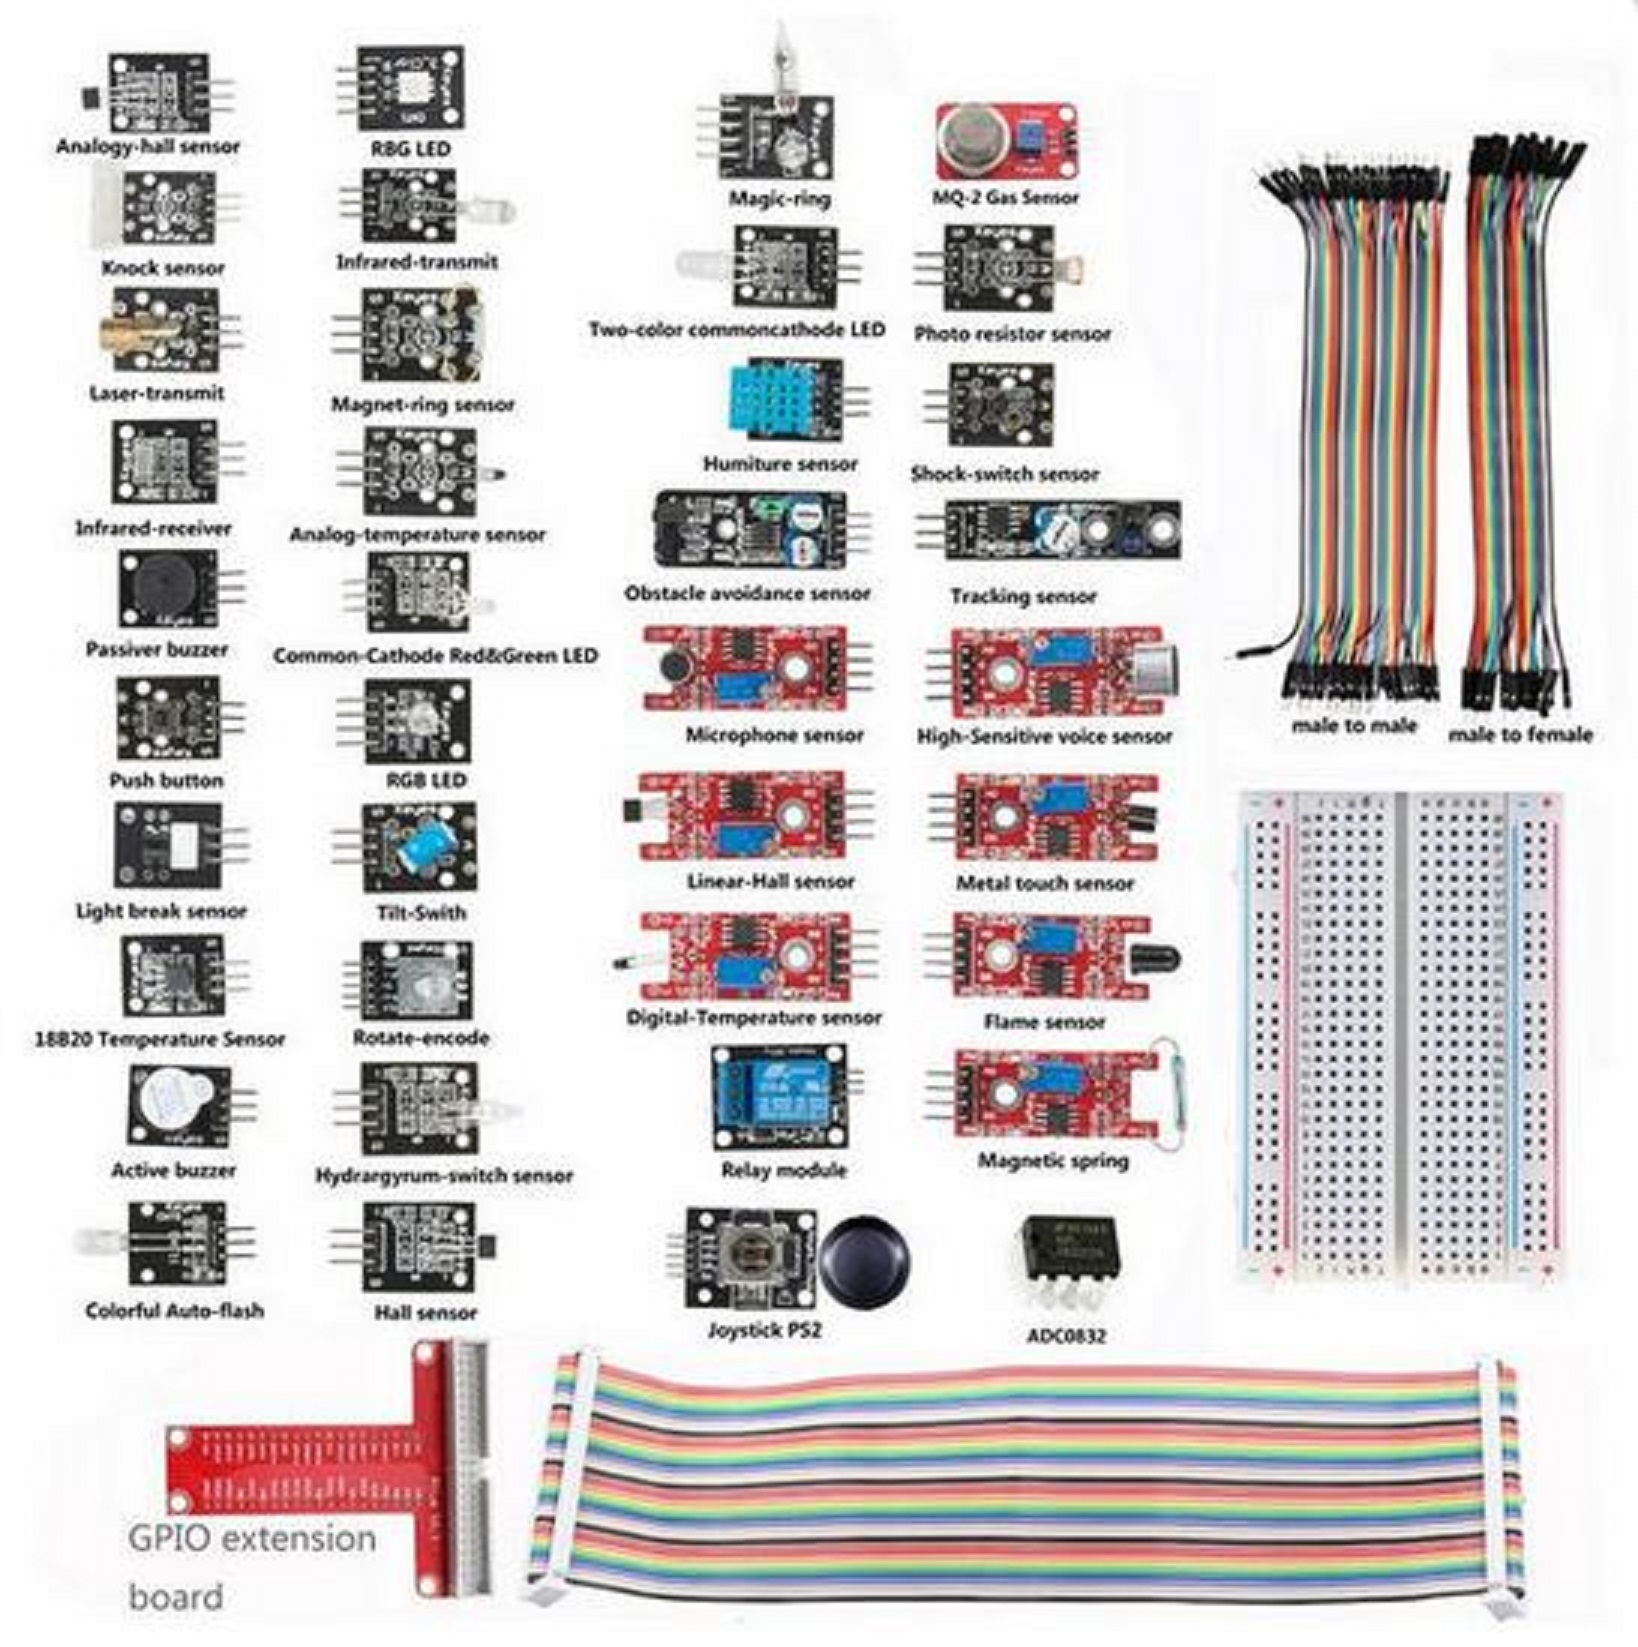 Analogy-hall sensor
RBG LED
Magic-ring
MQ-2 Gas Sensor
Knock sensor
Infrared-transmit
Two-color commoncathode LED
Photo resistor sensor
Laser-transmit
Magnet-ring sensor
Humiture sensor
Shock-switch sensor
Infrared-receiver
Analog-temperature sensor
Obstacle avoidance sensor
Tracking sensor
Passiver buzzer
Common-Cathode Red&Green LED
Microphone sensor
High-Sensitive voice sensor
male to male
male to female
Push button
RGB LED
Linear-Hall sensor
Metal touch sensor
Light break sensor
Tilt-Swith
Digital-Temperature sensor
Flame sensor
18B20 Temperature Sensor
Rotate-encode
Relay module
Magnetic spring
Active buzzer
Hydrargyrum-switch sensor
Colorful Auto-flash
Hall sensor
Joystick PS2
ADC0832
GPIO extension
board